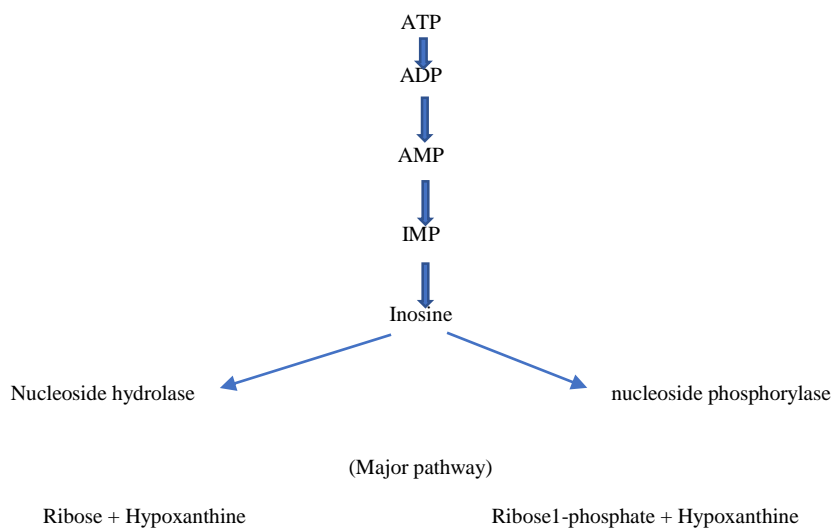 ATP
ADP
AMP
IMP
Inosine
Nucleoside hydrolase nucleoside phosphorylase
(Major pathway)
Ribose + Hypoxanthine Ribose1-phosphate + Hypoxanthine